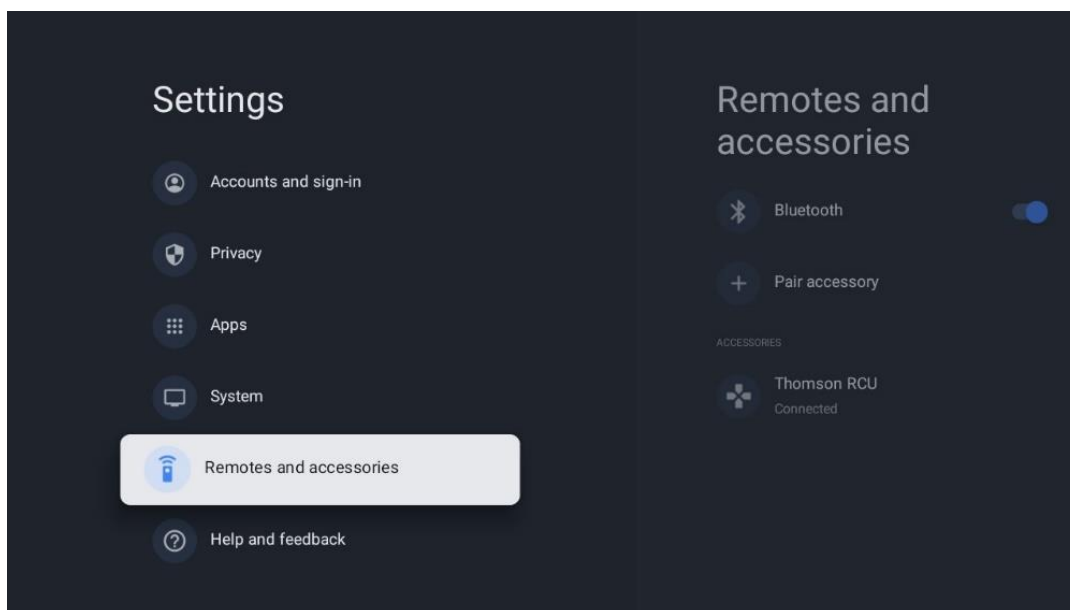 Settings
Accounts and sign-in
Privacy
Apps
System
Remotes and accessories
Help and feedback
Remotes and
accessories
Bluetooth
Pair accessory
ACCESSORIES
Thomson RCU
Connected